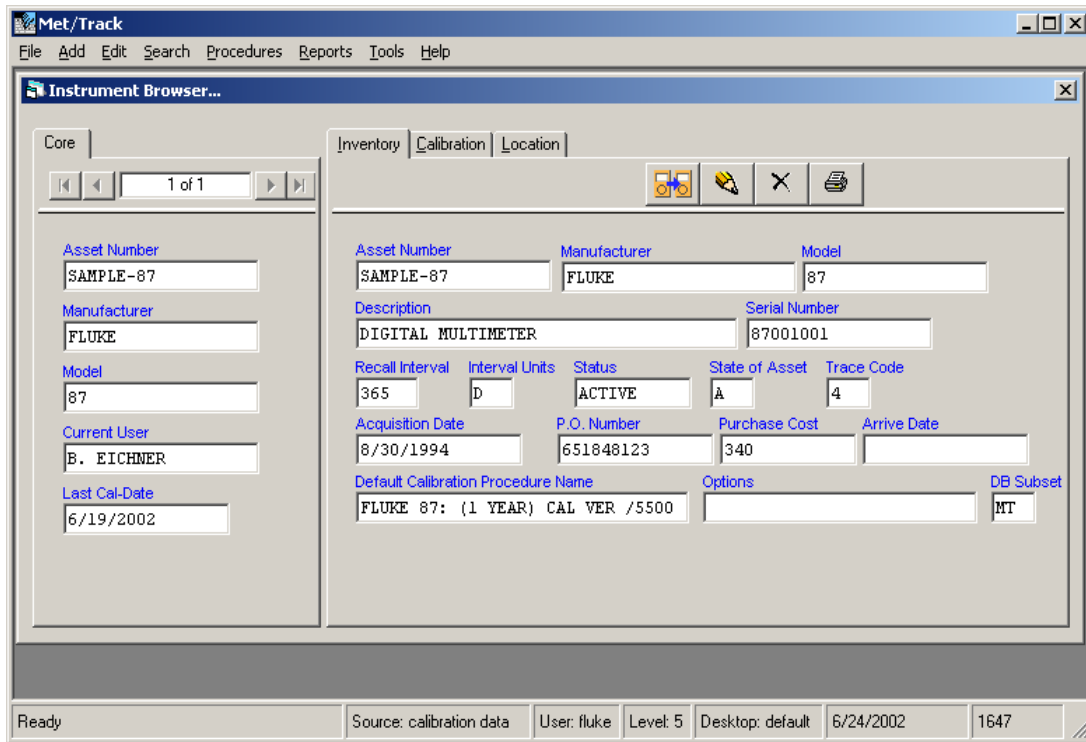 Met/Track
File Add Edit Search Procedures Reports Tools Help
Instrument Browser...
Core
1 of 1
Asset Number
SAMPLE-87
Manufacturer
FLUKE
Model
87
Current User
B. EICHNER
Last Cal-Date
6/19/2002
Inventory Calibration Location
Asset Number Manufacturer Model
SAMPLE-87 FLUKE 87
Description Serial Number
DIGITAL MULTIMETER 87001001
Recall Interval Interval Units Status State of Asset Trace Code
365 D ACTIVE A 4
Acquisition Date P.O. Number Purchase Cost Arrive Date
8/30/1994 651848123 340
Default Calibration Procedure Name Options DB Subset
FLUKE 87: (1 YEAR) CAL VER /5500 MT
Ready Source: calibration data User: fluke Level: 5 Desktop: default 6/24/2002 1647